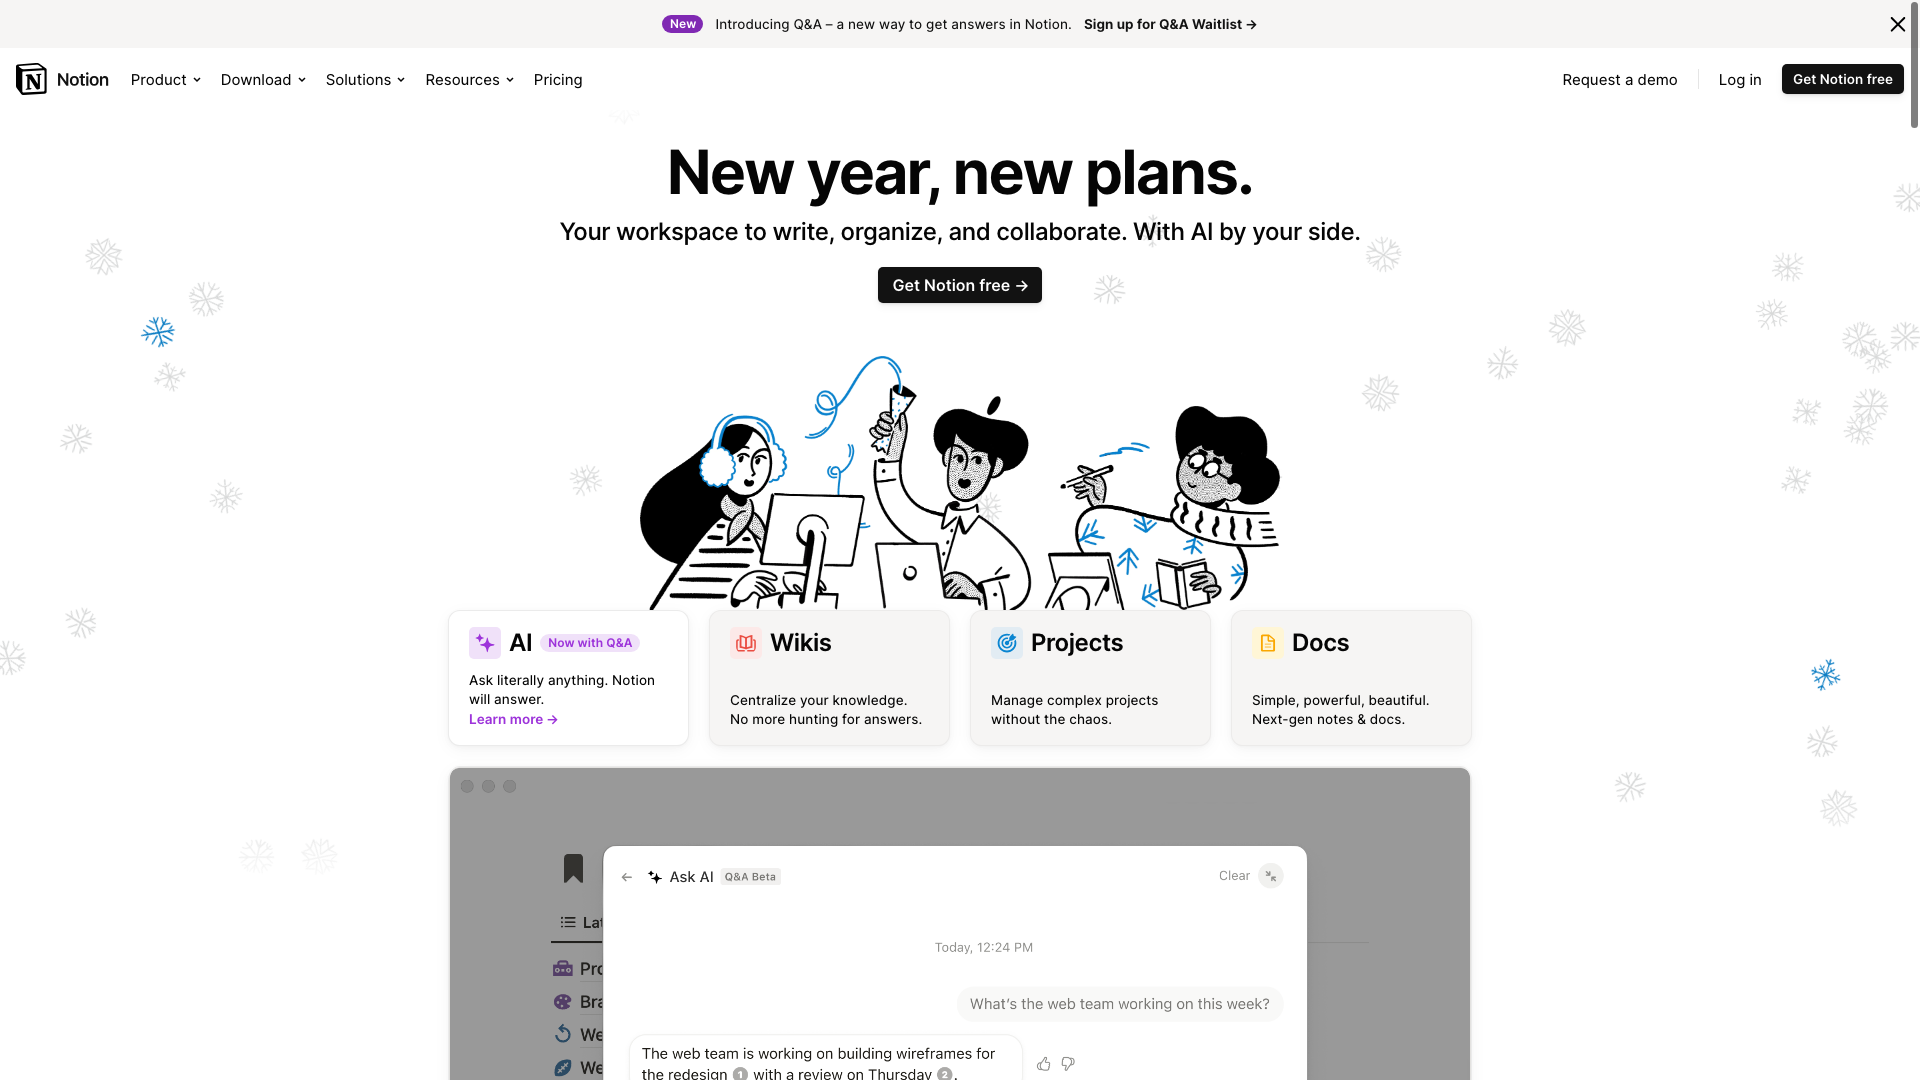 New Introducing Q&A – a new way to get answers in Notion. Sign up for Q&A Waitlist →
Notion Product Download Solutions Resources Pricing Request a demo Log in Get Notion free
New year, new plans.
Your workspace to write, organize, and collaborate. With AI by your side.
Get Notion free →
AI Now with Q&A
Ask literally anything. Notion
will answer.
Learn more →
Wikis
Centralize your knowledge.
No more hunting for answers.
Projects
Manage complex projects
without the chaos.
Docs
Simple, powerful, beautiful.
Next-gen notes & docs.
← Ask AI Q&A Beta Clear
Lat
Today, 12:24 PM
Pro
What’s the web team working on this week?
Bra
We
The web team is working on building wireframes for
the redesign 1 with a review on Thursday 2.
We